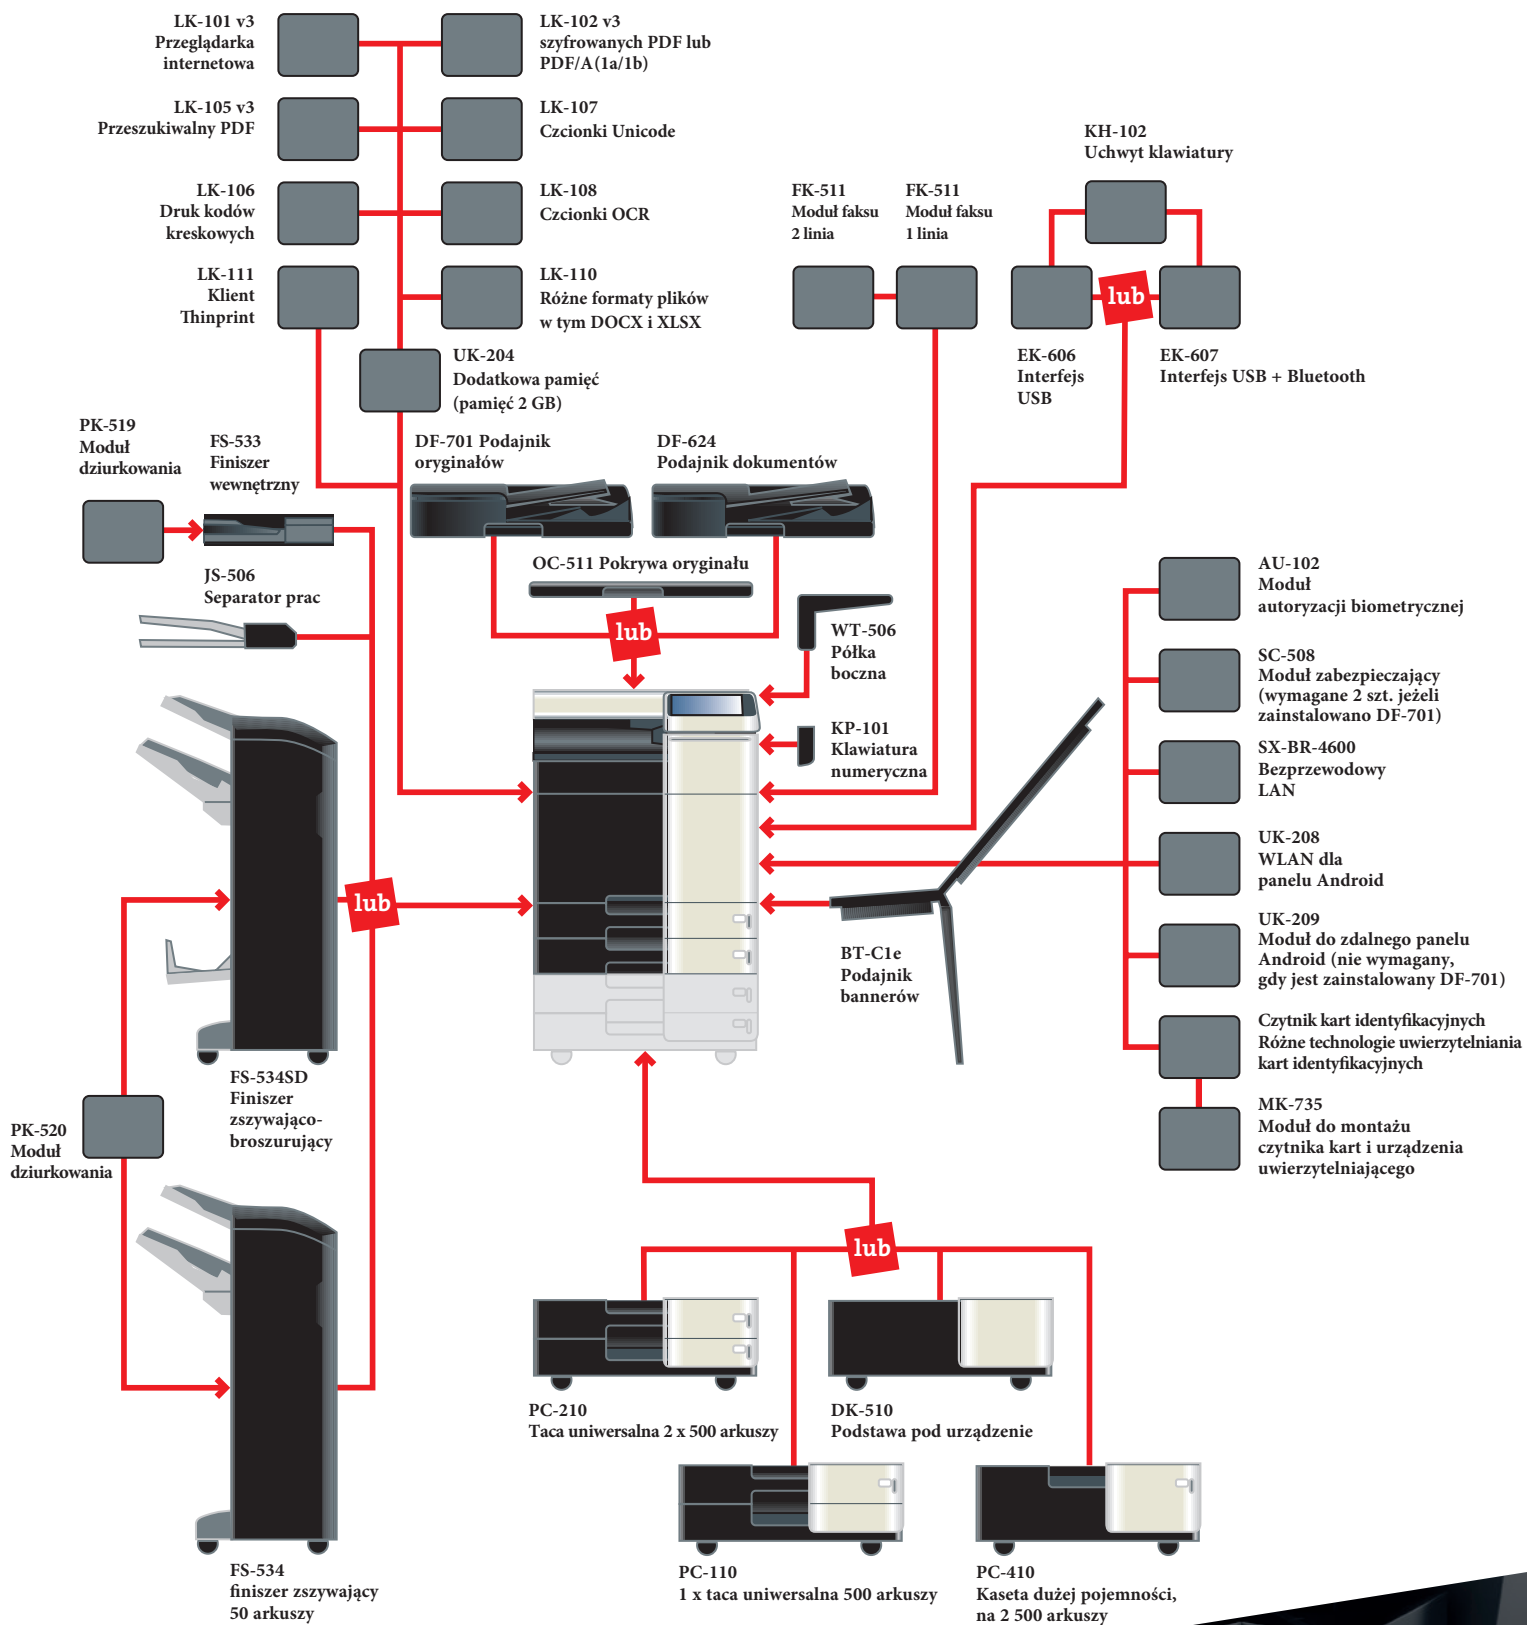 LK-101 v3
Przeglądarka
internetowa
LK-102 v3
szyfrowanych PDF lub
PDF/A(1a/1b)
LK-105 v3
Przeszukiwalny PDF
LK-107
Czcionki Unicode
LK-106
Druk kodów
kreskowych
LK-108
Czcionki OCR
LK-111
Klient
Thinprint
LK-110
Różne formaty plików
w tym DOCX i XLSX
UK-204
Dodatkowa pamięć
(pamięć 2 GB)
FK-511
Moduł faksu
2 linia
FK-511
Moduł faksu
1 linia
KH-102
Uchwyt klawiatury
lub
EK-606
Interfejs
USB
EK-607
Interfejs USB + Bluetooth
PK-519
Moduł
dziurkowania
FS-533
Finiszer
wewnętrzny
DF-701 Podajnik
oryginałów
DF-624
Podajnik dokumentów
JS-506
Separator prac
OC-511 Pokrywa oryginału
lub
WT-506
Półka
boczna
KP-101
Klawiatura
numeryczna
AU-102
Moduł
autoryzacji biometrycznej
SC-508
Moduł zabezpieczający
(wymagane 2 szt. jeżeli
zainstalowano DF-701)
SX-BR-4600
Bezprzewodowy
LAN
UK-208
WLAN dla
panelu Android
UK-209
Moduł do zdalnego panelu
Android (nie wymagany,
gdy jest zainstalowany DF-701)
Czytnik kart identyfikacyjnych
Różne technologie uwierzytelniania
kart identyfikacyjnych
MK-735
Moduł do montażu
czytnika kart i urządzenia
uwierzytelniającego
lub
BT-C1e
Podajnik
bannerów
FS-534SD
Finiszer
zszywająco-
broszurujący
PK-520
Moduł
dziurkowania
lub
PC-210
Taca uniwersalna 2 x 500 arkuszy
DK-510
Podstawa pod urządzenie
FS-534
finiszer zszywający
50 arkuszy
PC-110
1 x taca uniwersalna 500 arkuszy
PC-410
Kaseta dużej pojemności,
na 2 500 arkuszy